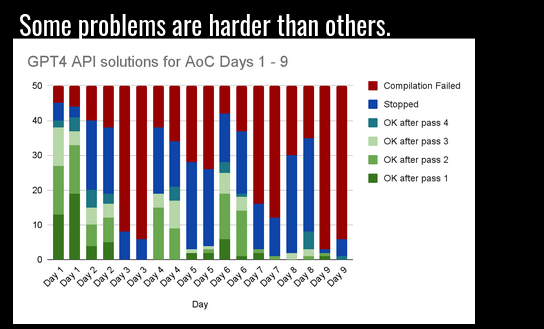 Some problems are harder than others.
GPT4 API solutions for AoC Days 1 - 9
50
40
30
20
10
0
Compilation Failed
Stopped
OK after pass 4
OK after pass 3
OK after pass 2
OK after pass 1
Day 1
Day 1
Day 2
Day 2
Day 3
Day 3
Day 4
Day 4
Day 5
Day 5
Day 6
Day 6
Day 7
Day 7
Day 8
Day 8
Day 9
Day 9
Day